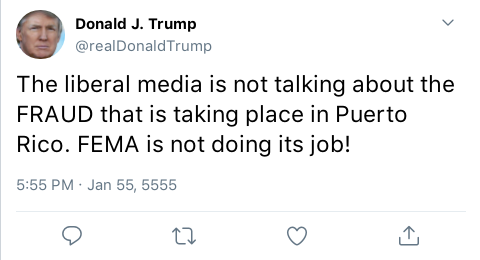 Donald J. Trump
@realDonaldTrump
The liberal media is not talking about the
FRAUD that is taking place in Puerto
Rico. FEMA is not doing its job!
5:55 PM · Jan 55, 5555